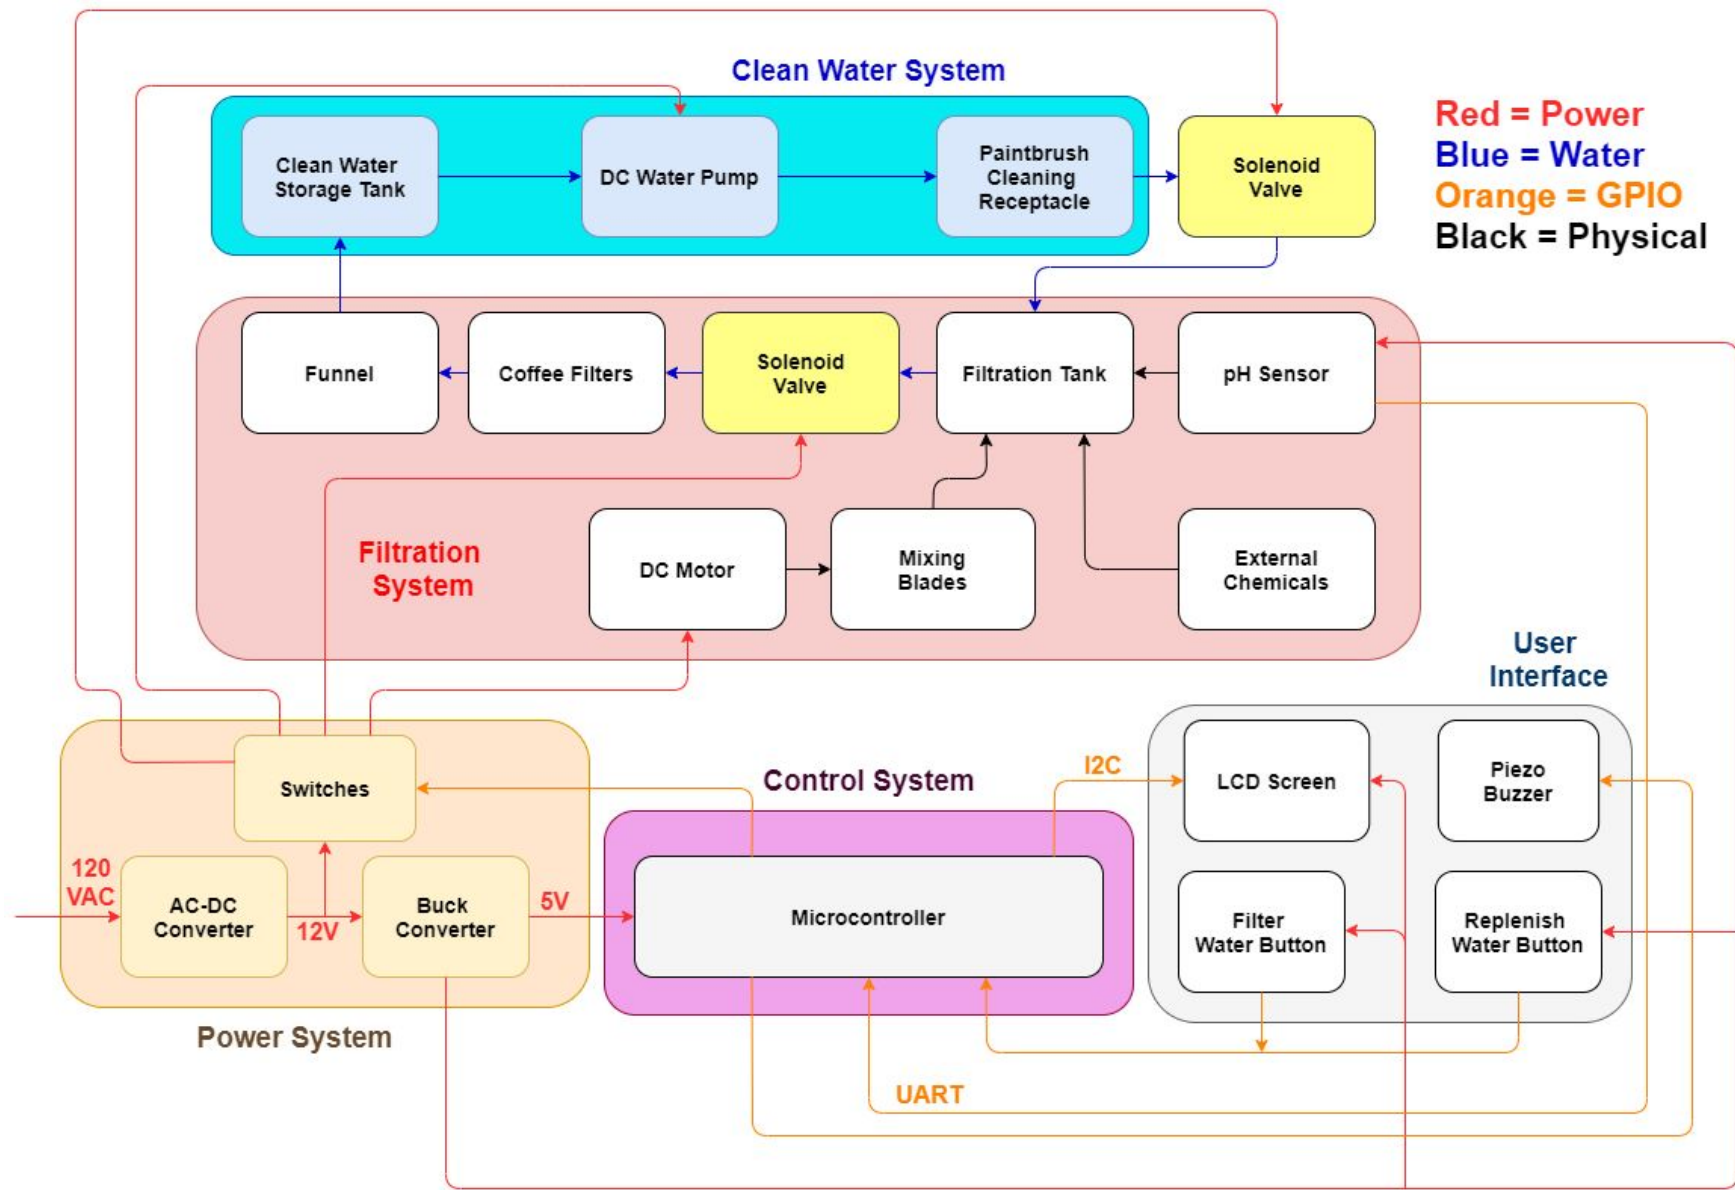 Clean Water System
Red = Power
Blue = Water
Orange = GPIO
Black = Physical
Clean Water
Storage Tank
DC Water Pump
Paintbrush
Cleaning
Receptacle
Solenoid
Valve
Funnel
Coffee Filters
Solenoid
Valve
Filtration Tank
pH Sensor
Filtration
System
DC Motor
Mixing
Blades
External
Chemicals
User
Interface
Switches
Control System
I2C
LCD Screen
Piezo
Buzzer
120
VAC
AC-DC
Converter
12V
Buck
Converter
5V
Microcontroller
Filter
Water Button
Replenish
Water Button
Power System
UART